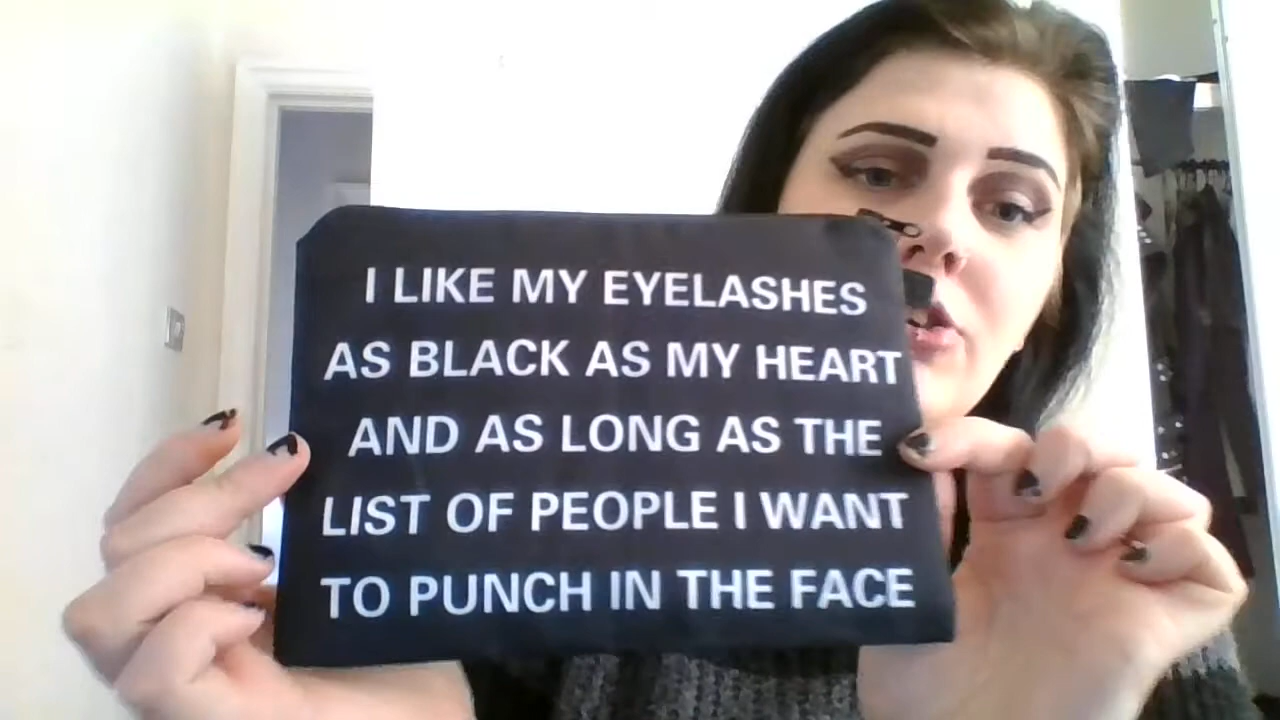 I LIKE MY EYELASHES
AS BLACK AS MY HEART
AND AS LONG AS THE
LIST OF PEOPLE I WANT
TO PUNCH IN THE FACE